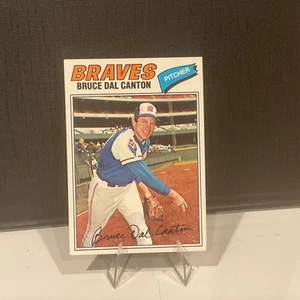 BRAVES
PITCHER
BRUCE DAL CANTON
Bruce Dal Canton